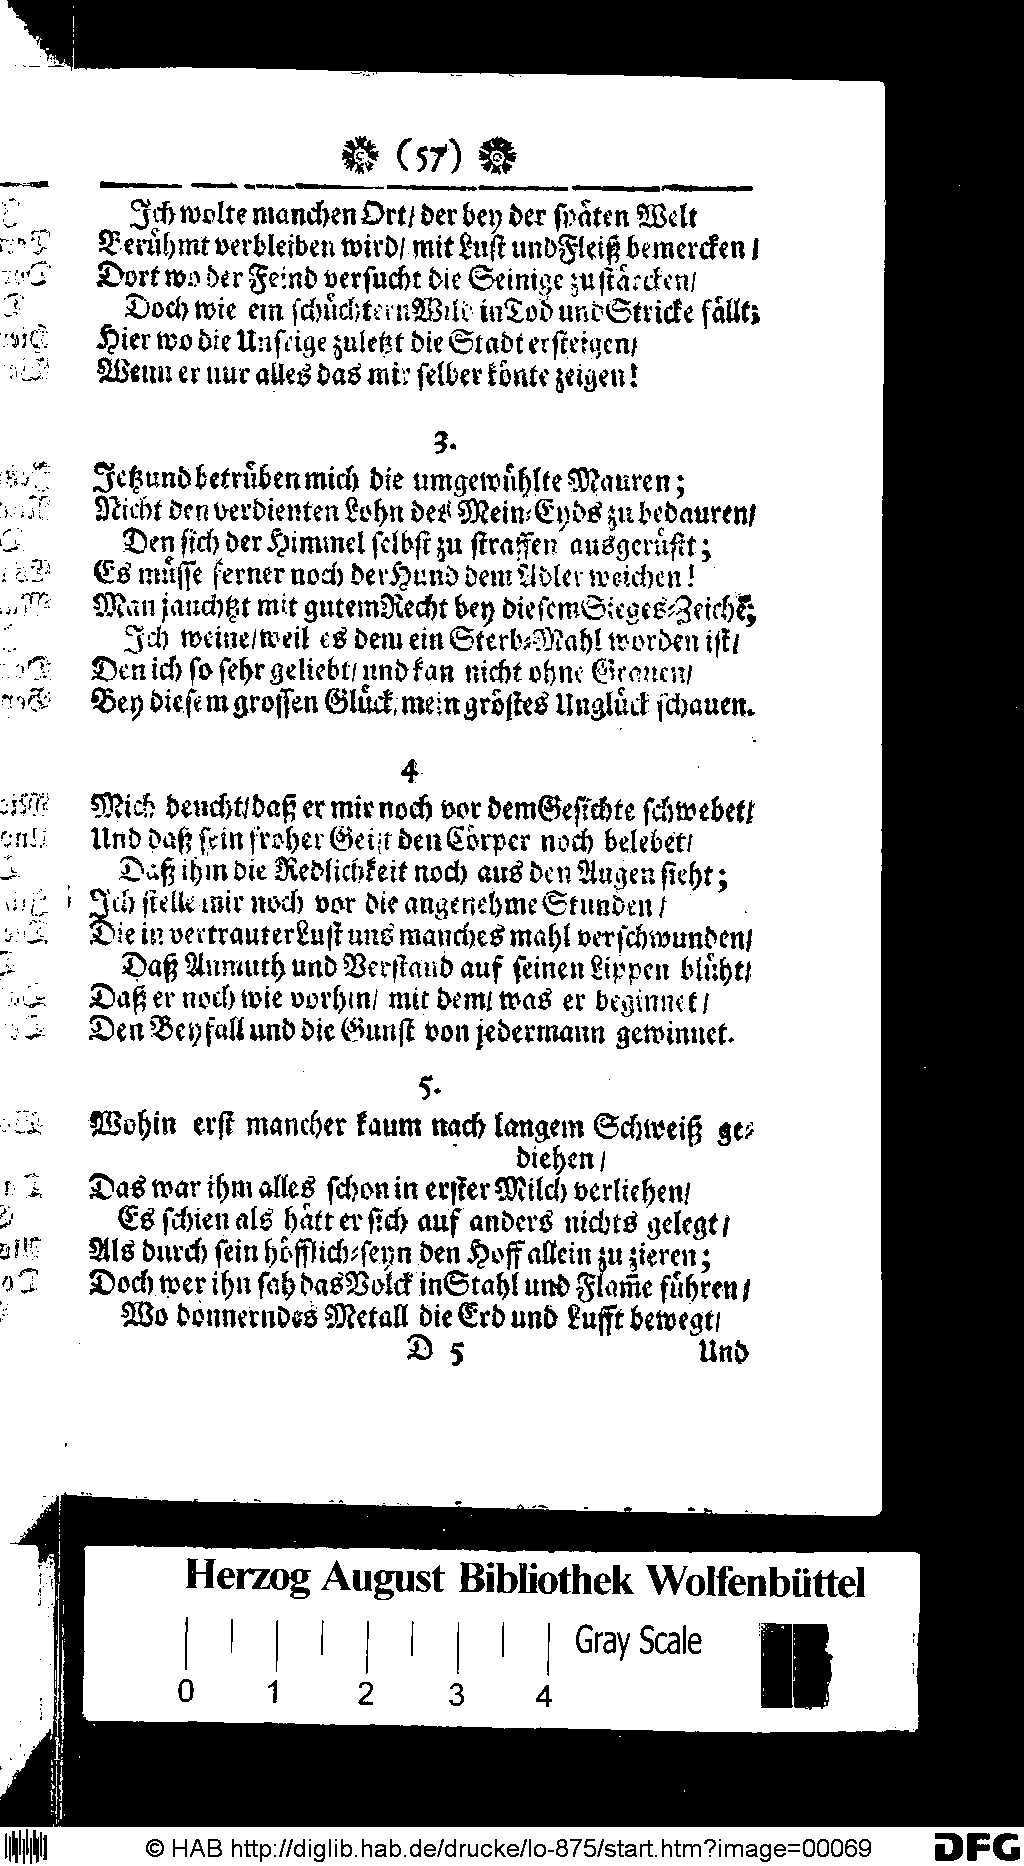 (57)
Ich wolte manchen Ort/ der bey der späten Welt
Berühmt verbleiben wird/ mit Lust und Fleiß bemercken/
Dort wo der Feind versucht die Seinige zu stärcken/
Doch wie ein schüchtern Wild in Tod und Stricke fällt;
Hier wo die Unseige zuletzt die Stadt ersteigen/
Wenn er nur alles das mir selber könte zeigen!
3.
Jetzund betrüben mich die umgewühlte Mauren;
Nicht den verdienten Lohn des Mein-Eyds zu bedauren/
Den sich der Himmel selbst zu straffen ausgerüst;
Es müsse ferner noch der Hund dem Adler weichen!
Man jauchtzt mit gutem Recht bey diesem Sieges-Zeichē;
Ich weine/ weil es dem ein Sterb-Mahl worden ist/
Den ich so sehr geliebt/ und kan nicht ohne Grauen/
Bey diesem grossen Glück, mein gröstes Unglück schauen.
4
Mich deucht/ daß er mir noch vor dem Gesichte schwebet/
Und daß sein froher Geist den Cörper noch belebet/
Daß ihm die Redlichkeit noch aus den Augen sieht;
Ich stelle mir noch vor die angenehme Stunden/
Die in vertrauter Lust uns manches mahl verschwunden/
Daß Anmuth und Verstand auf seinen Lippen blüht/
Daß er noch wie vorhin/ mit dem/ was er beginnet/
Den Beyfall und die Gunst von jedermann gewinnet.
5.
Wohin erst mancher kaum nach langem Schweiß ge-
diehen/
Das war ihm alles schon in erster Milch verliehen/
Es schien als hätt er sich auf anders nichts gelegt/
Als durch sein höfflich-seyn den Hoff allein zu zieren;
Doch wer ihn sah das Volck in Stahl und Flam̃e führen/
Wo donnerndes Metall die Erd und Lufft bewegt/
D 5 Und
Herzog August Bibliothek Wolfenbüttel
Gray Scale
0 1 2 3 4
© HAB http://diglib.hab.de/drucke/lo-875/start.htm?image=00069
DFG